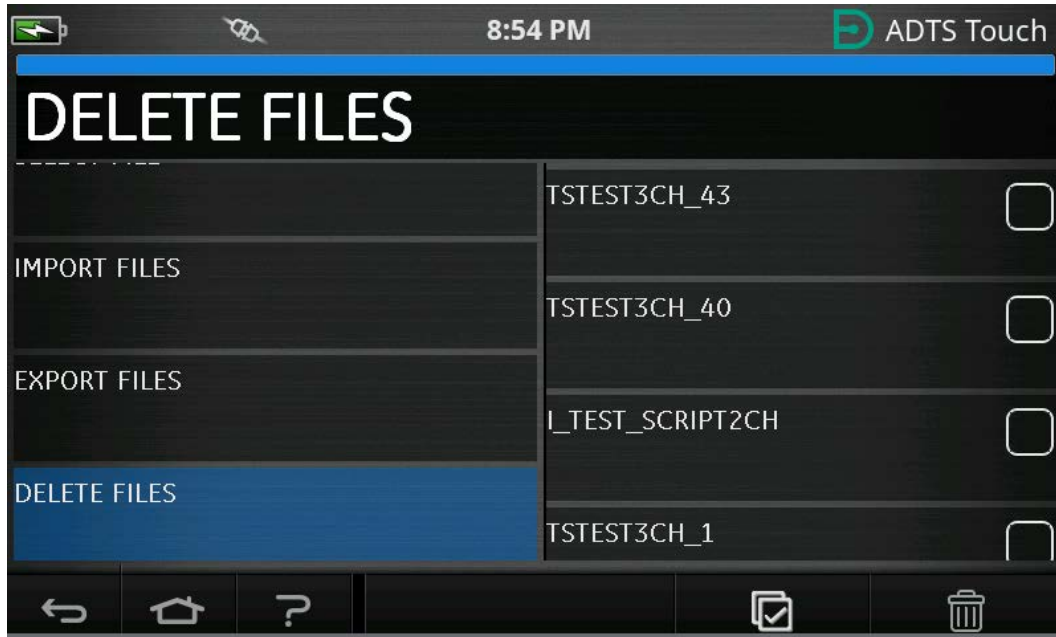 8:54 PM
ADTS Touch
DELETE FILES
IMPORT FILES
EXPORT FILES
DELETE FILES
TSTEST3CH_43
TSTEST3CH_40
I_TEST_SCRIPT2CH
TSTEST3CH_1